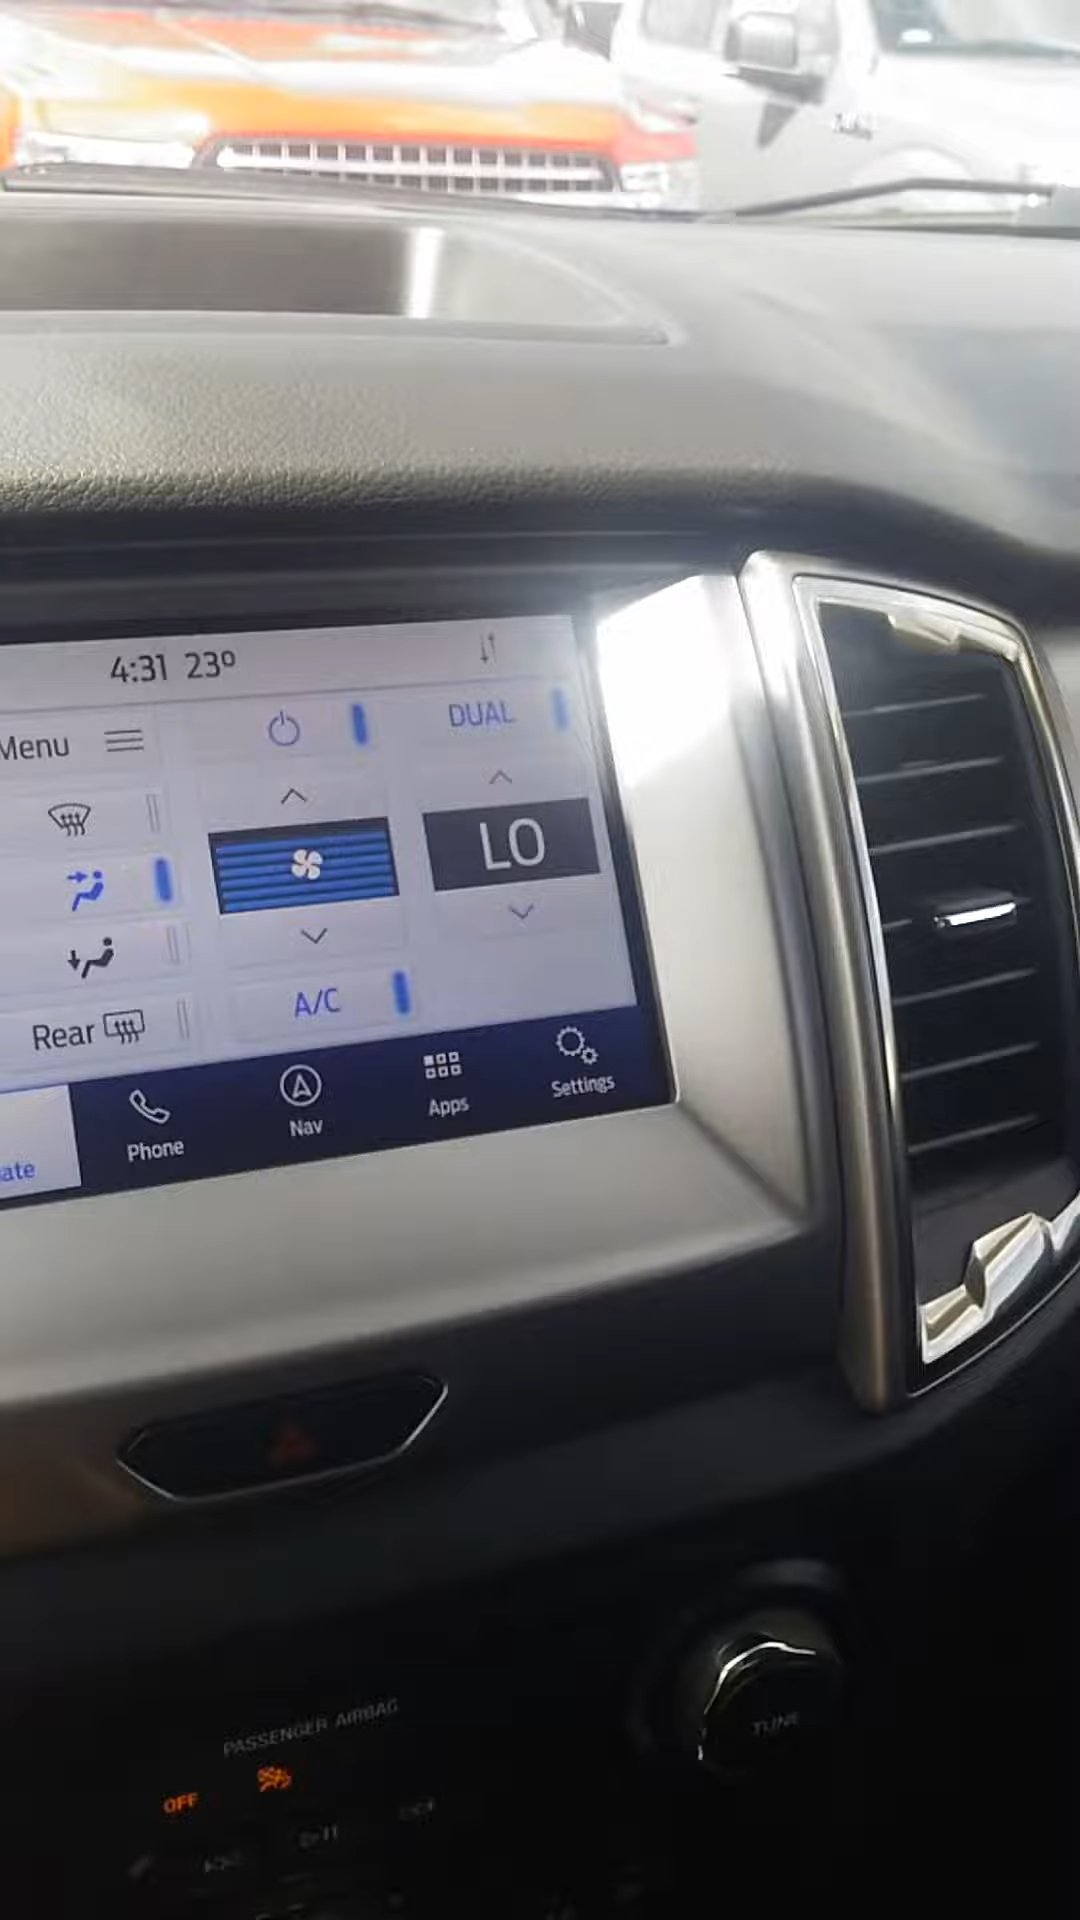 4:31 23°
Menu
DUAL
LO
Rear
A/C
ate
Phone
Nav
Apps
Settings
PASSENGER AIRBAG
OFF
TUNE